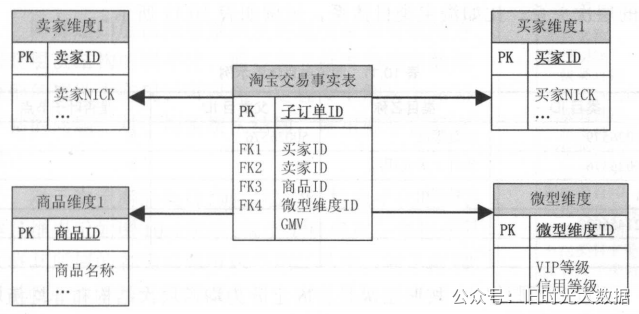 卖家维度1
PK 卖家ID
卖家NICK
...
淘宝交易事实表
PK 子订单ID
FK1 买家ID
FK2 卖家ID
FK3 商品ID
FK4 微型维度ID
GMV
买家维度1
PK 买家ID
买家NICK
...
商品维度1
PK 商品ID
商品名称
...
微型维度
PK 微型维度ID
VIP等级
信用等级
公众号:旧时光大数据